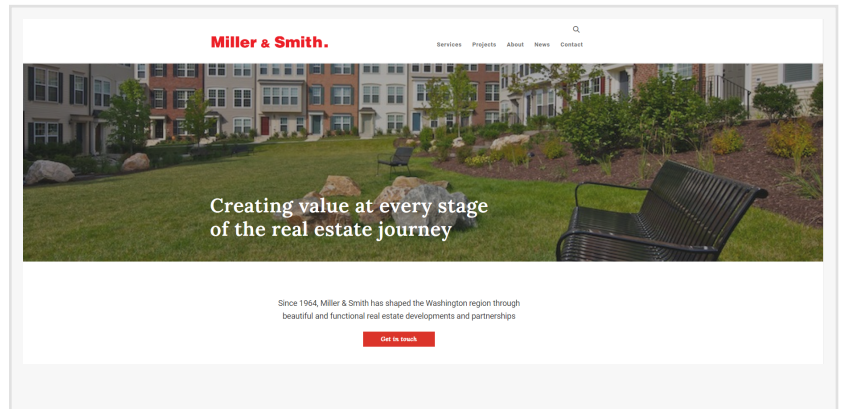 Miller & Smith.
Services Projects About News Contact
Creating value at every stage
of the real estate journey
Since 1964, Miller & Smith has shaped the Washington region through
beautiful and functional real estate developments and partnerships
Get in touch